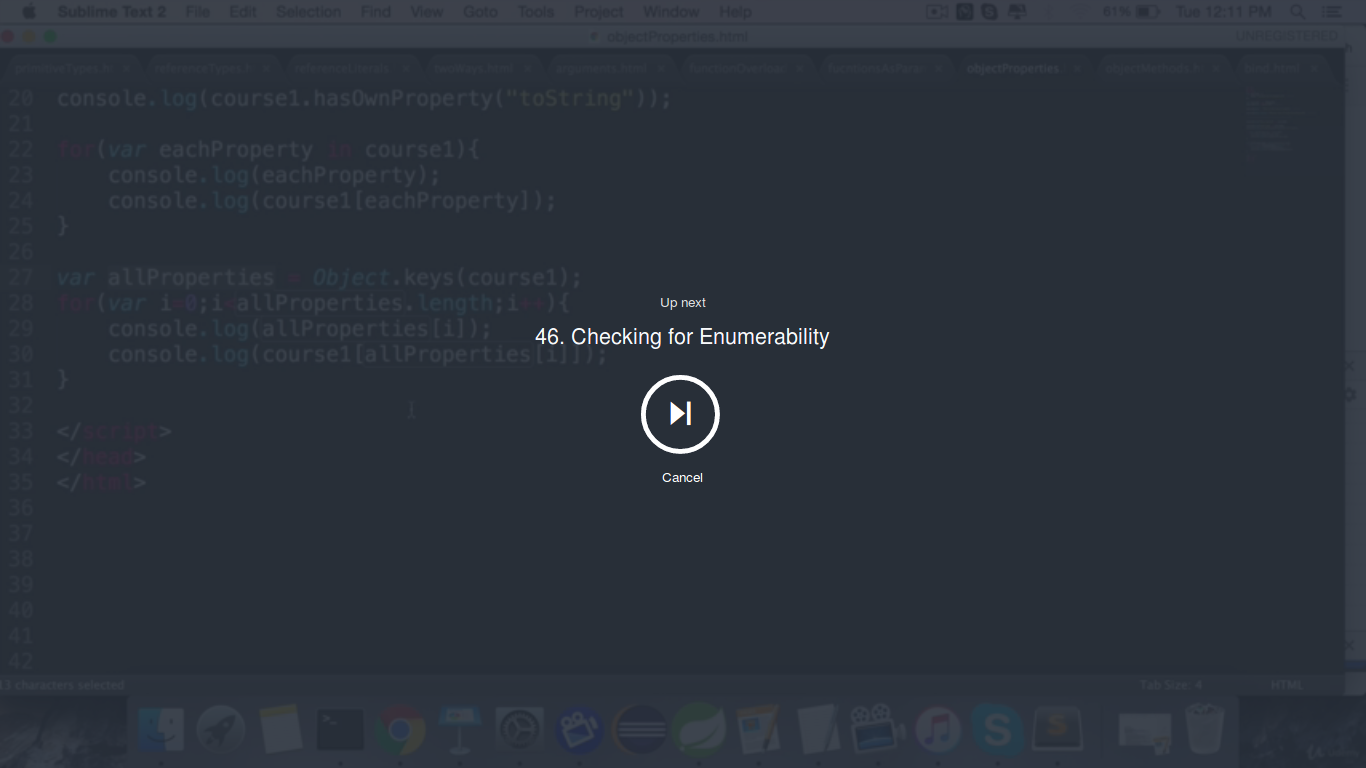 Sublime Text 2 File Edit Selection Find View Goto Tools Project Window Help 61% Tue 12:11 PM
objectProperties.html UNREGISTERED
primitiveTypes.ht × referenceTypes.h × referenceLiterals. × twoWays.html × arguments.html × functionOverload × functionsAsParam × objectProperties. × objectMethods.ht × test.html ×
20 console.log(course1.hasOwnProperty("toString"));
21
22 for(var eachProperty in course1){
23 console.log(eachProperty);
24 console.log(course1[eachProperty]);
25 }
26
27 var allProperties = Object.keys(course1);
28 for(var i=0;i<allProperties.length;i++){
29 console.log(allProperties[i]);
30 console.log(course1[allProperties[i]]);
31 }
32
33 </script>
34 </head>
35 </html>
36
37
38
39
40
41
42
Up next
46. Checking for Enumerability
Cancel
13 characters selected Tab Size: 4 HTML